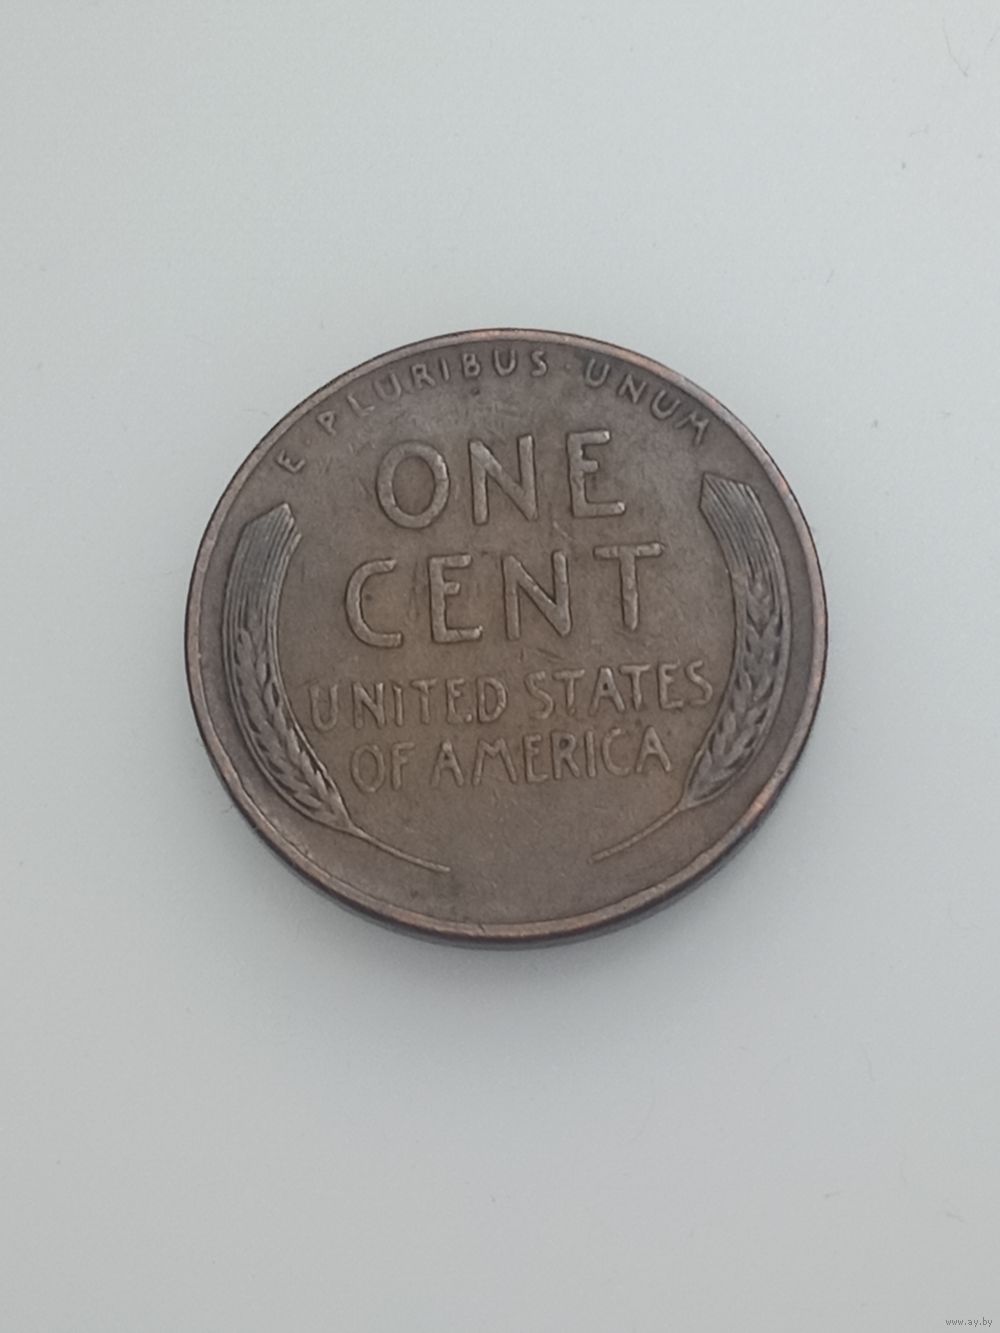 E · PLURIBUS · UNUM
ONE
CENT
UNITED STATES
OF AMERICA
www.ay.by